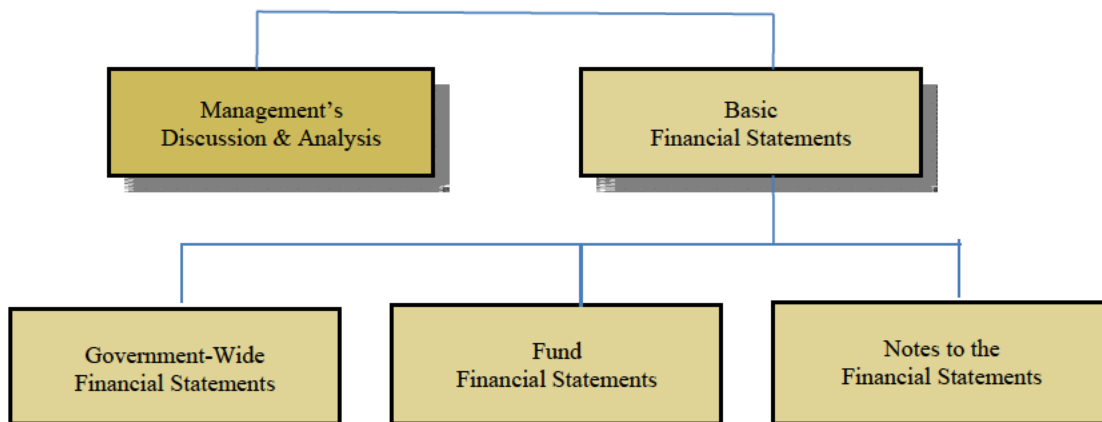 Management’s
Discussion & Analysis
Basic
Financial Statements
Government-Wide
Financial Statements
Fund
Financial Statements
Notes to the
Financial Statements